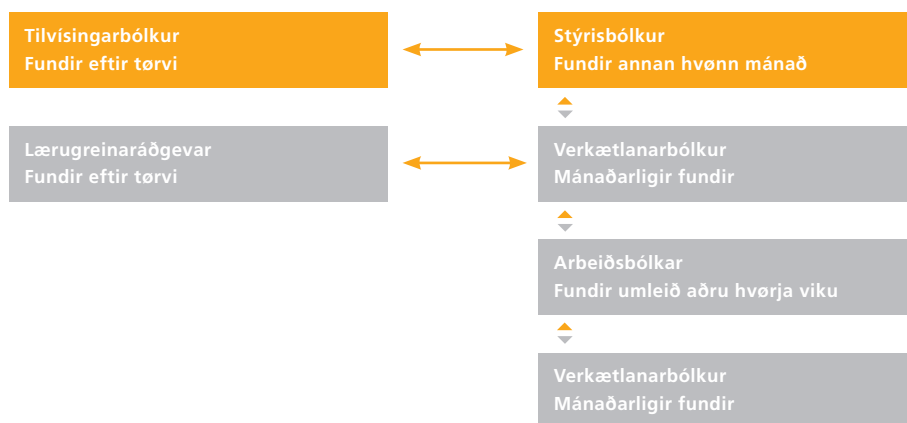 Tilvísingarbólkur
Fundir eftir tørvi
Stýrisbólkur
Fundir annan hvønn mánað
Lærugreinaráðgevar
Fundir eftir tørvi
Verkætlanarbólkur
Mánaðarligir fundir
Arbeiðsbólkar
Fundir umleið aðru hvørja viku
Verkætlanarbólkur
Mánaðarligir fundir